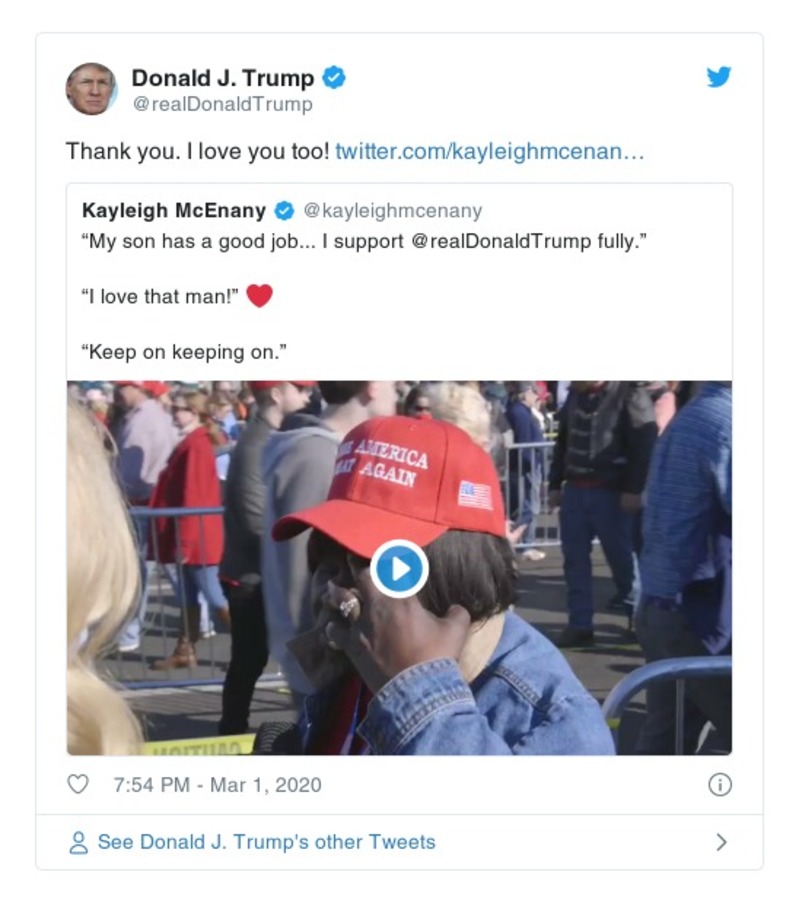 Donald J. Trump
@realDonaldTrump
Thank you. I love you too! twitter.com/kayleighmcenan…
Kayleigh McEnany @kayleighmcenany
“My son has a good job... I support @realDonaldTrump fully.”
“I love that man!” ❤️
“Keep on keeping on.”
AMERICA
AGAIN
CAUTION
7:54 PM - Mar 1, 2020
See Donald J. Trump's other Tweets